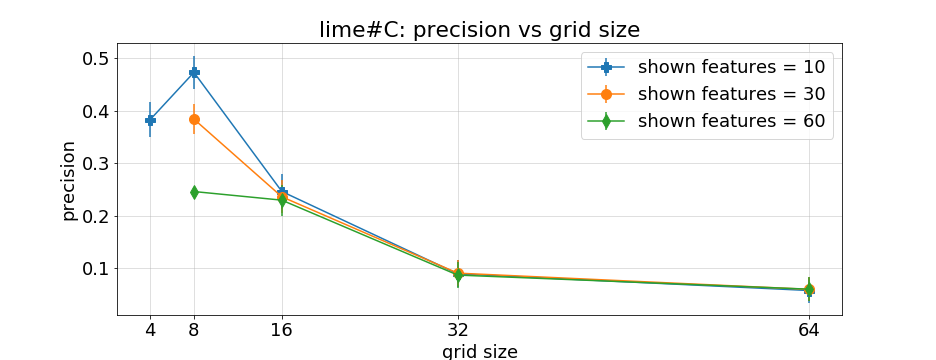 lime#C: precision vs grid size
0.5
0.4
0.3
0.2
0.1
precision
shown features = 10
shown features = 30
shown features = 60
4 8 16 32 64
grid size